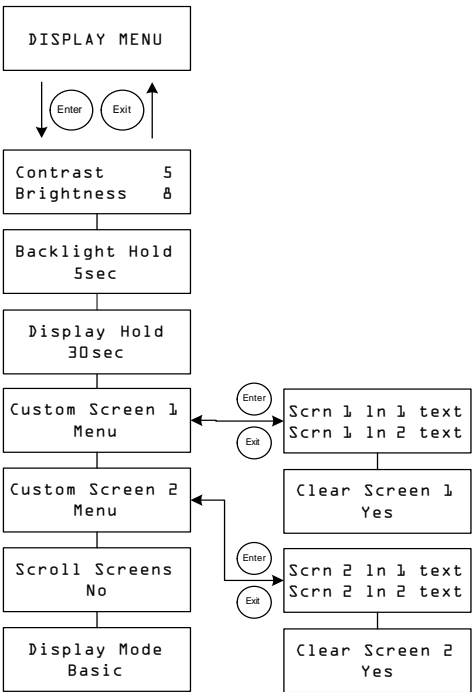 DISPLAY MENU
Enter
Exit
Contrast 5
Brightness 8
Backlight Hold
5sec
Display Hold
30sec
Custom Screen 1
Menu
Enter
Exit
Scrn 1 ln 1 text
Scrn 1 ln 2 text
Clear Screen 1
Yes
Custom Screen 2
Menu
Enter
Exit
Scrn 2 ln 1 text
Scrn 2 ln 2 text
Clear Screen 2
Yes
Scroll Screens
No
Display Mode
Basic